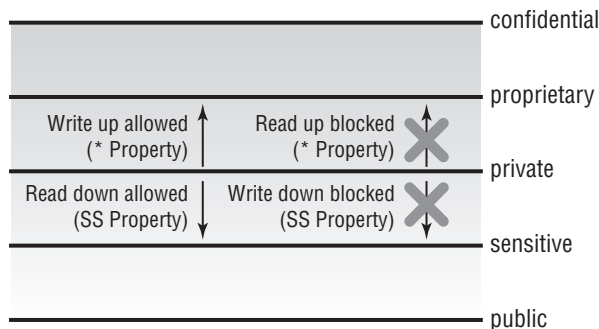 confidential
proprietary
Write up allowed
(* Property)
Read up blocked
(* Property)
private
Read down allowed
(SS Property)
Write down blocked
(SS Property)
sensitive
public